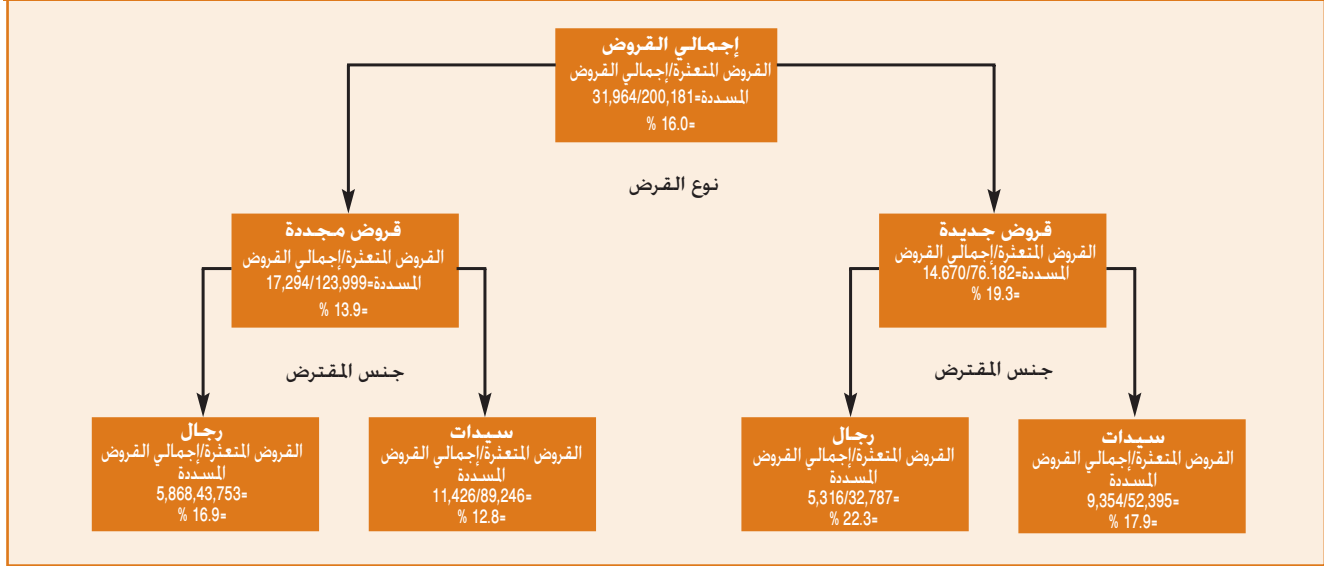 إجمالي القروض
القروض المتعثرة/إجمالي القروض
المسددة=31,964/200,181
=16.0 %
نوع القرض
قروض جديدة
القروض المتعثرة/إجمالي القروض
المسددة=14.670/76.182
=19.3 %
قروض مجددة
القروض المتعثرة/إجمالي القروض
المسددة=17,294/123,999
=13.9 %
جنس المقترض
جنس المقترض
سيدات
القروض المتعثرة/إجمالي القروض
المسددة
=9,354/52,395
=17.9 %
رجال
القروض المتعثرة/إجمالي القروض
المسددة
=5,316/32,787
=22.3 %
سيدات
القروض المتعثرة/إجمالي القروض
المسددة
=11,426/89,246
=12.8 %
رجال
القروض المتعثرة/إجمالي القروض
المسددة
=5,868,43,753
=16.9 %